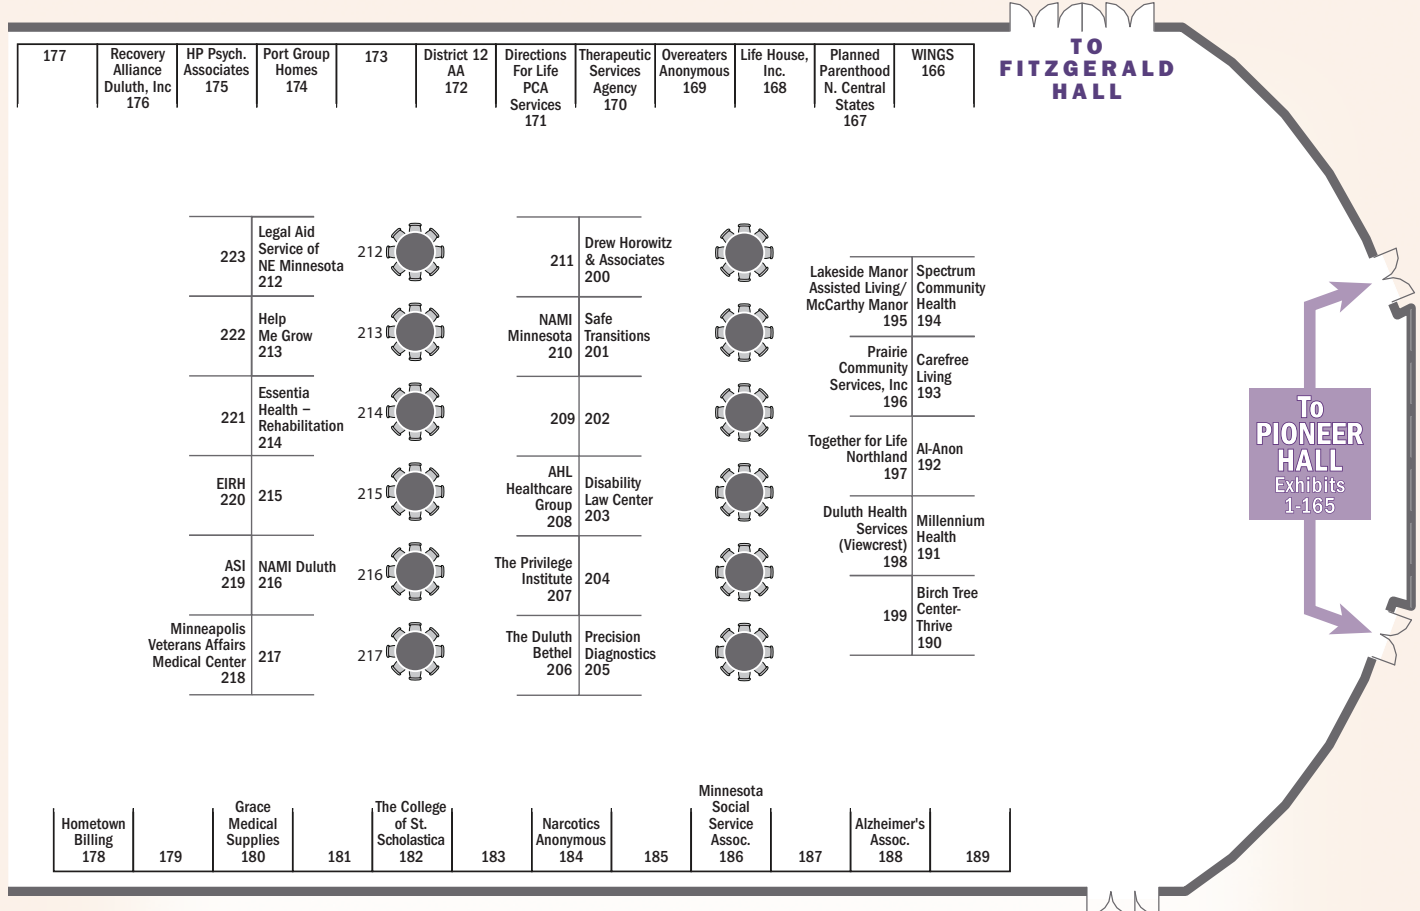 177
Recovery
Alliance
Duluth, Inc
176
HP Psych.
Associates
175
Port Group
Homes
174
173
District 12
AA
172
Directions
For Life
PCA
Services
171
Therapeutic
Services
Agency
170
Overeaters
Anonymous
169
Life House,
Inc.
168
Planned
Parenthood
N. Central
States
167
WINGS
166
TO
FITZGERALD
HALL
223
Legal Aid
Service of
NE Minnesota
212
222
Help
Me Grow
213
221
Essentia
Health –
Rehabilitation
214
EIRH
220
215
ASI
219
NAMI Duluth
216
Minneapolis
Veterans Affairs
Medical Center
218
217
212
213
214
215
216
217
211
Drew Horowitz
& Associates
200
NAMI
Minnesota
210
Safe
Transitions
201
209
202
AHL
Healthcare
Group
208
Disability
Law Center
203
The Privilege
Institute
207
204
The Duluth
Bethel
206
Precision
Diagnostics
205
Lakeside Manor
Assisted Living/
McCarthy Manor
195
Spectrum
Community
Health
194
Prairie
Community
Services, Inc
196
Carefree
Living
193
Together for Life
Northland
197
Al-Anon
192
Duluth Health
Services
(Viewcrest)
198
Millennium
Health
191
199
Birch Tree
Center-
Thrive
190
To
PIONEER
HALL
Exhibits
1-165
Hometown
Billing
178
179
Grace
Medical
Supplies
180
181
The College
of St.
Scholastica
182
183
Narcotics
Anonymous
184
185
Minnesota
Social
Service
Assoc.
186
187
Alzheimer's
Assoc.
188
189